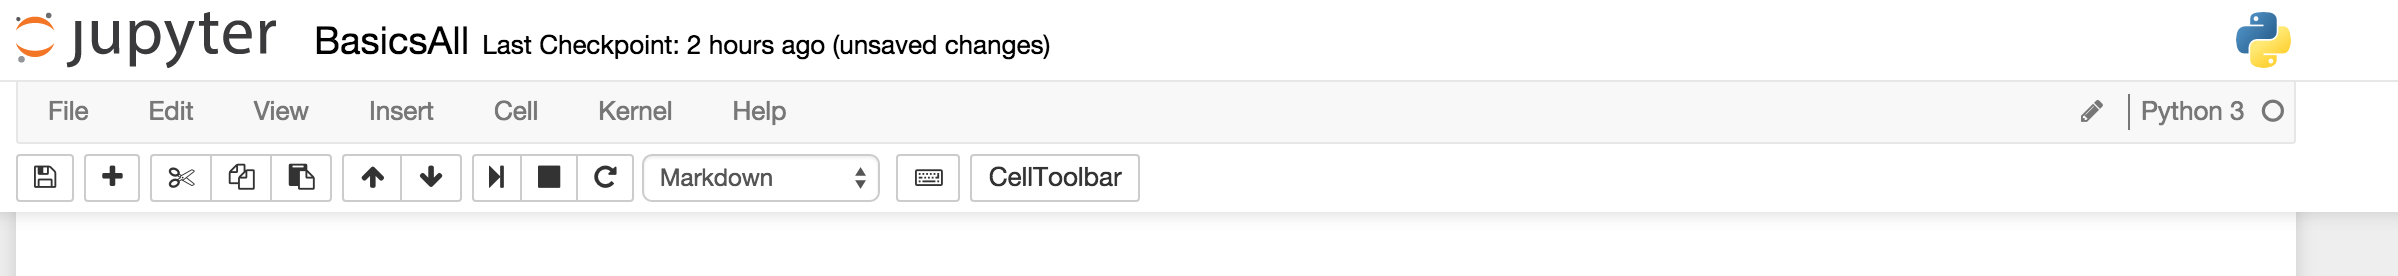 jupyter BasicsAll Last Checkpoint: 2 hours ago (unsaved changes)
File Edit View Insert Cell Kernel Help Python 3
Markdown CellToolbar